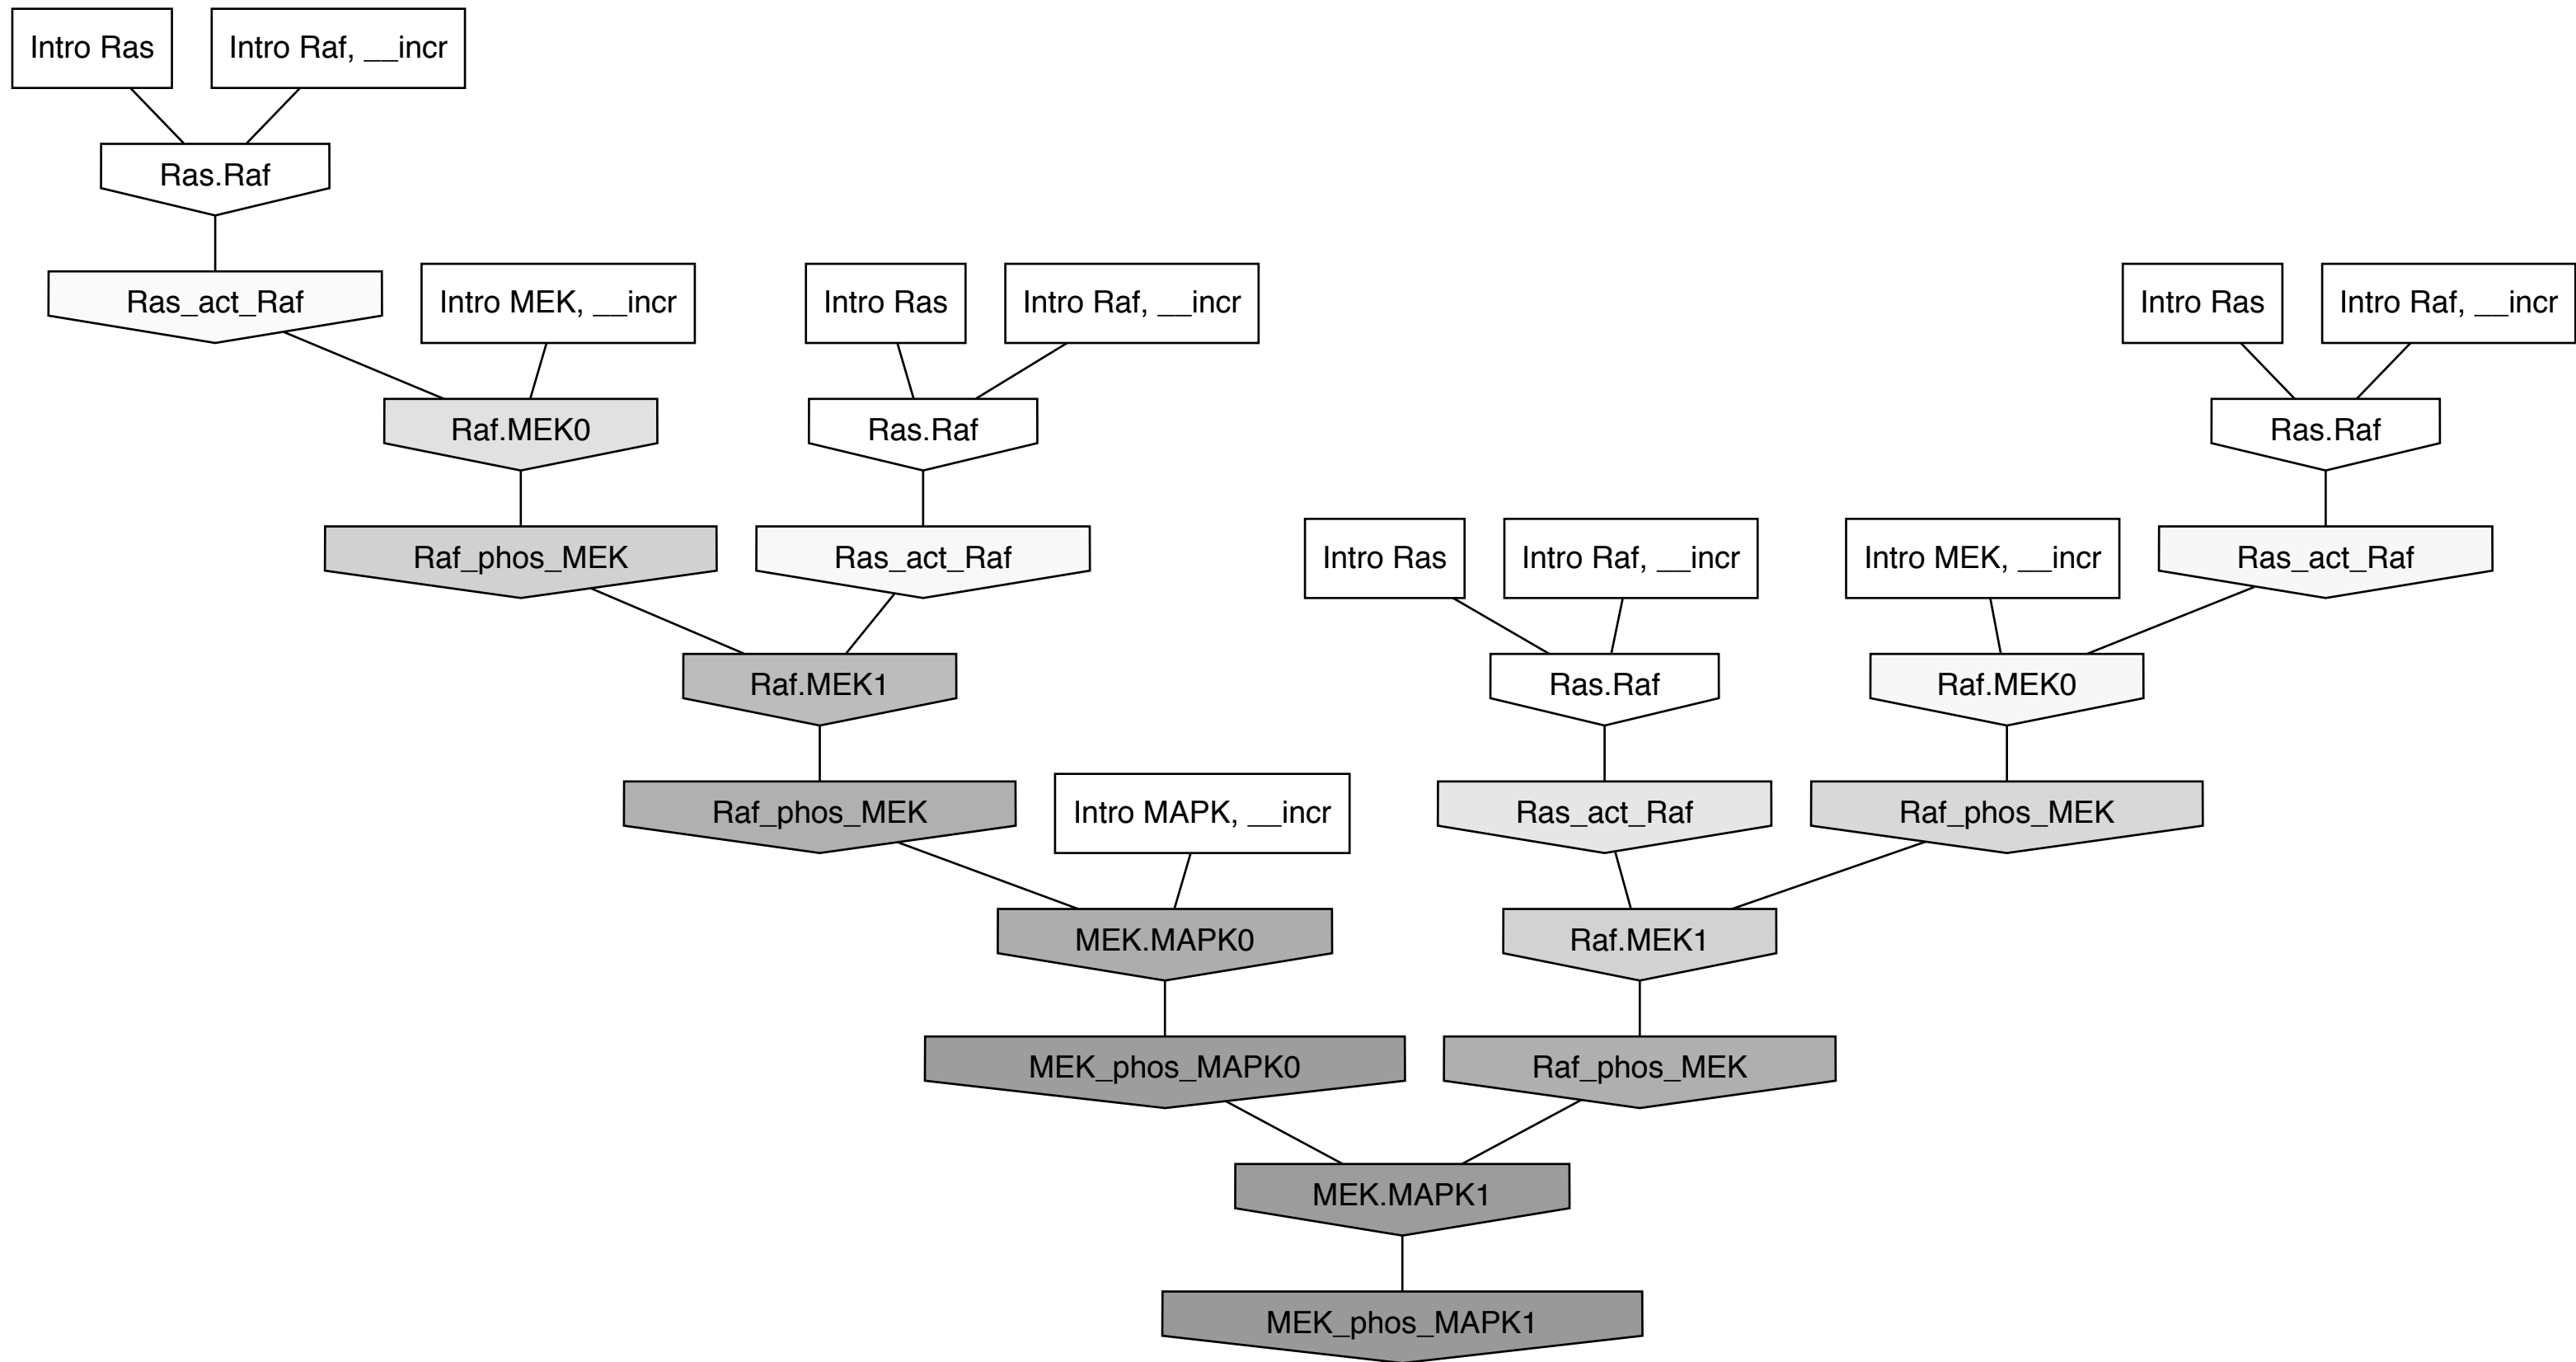 Intro Ras
Intro Raf, __incr
Ras.Raf
Ras_act_Raf
Intro MEK, __incr
Intro Ras
Intro Raf, __incr
Intro Ras
Intro Raf, __incr
Raf.MEK0
Ras.Raf
Ras.Raf
Raf_phos_MEK
Ras_act_Raf
Intro Ras
Intro Raf, __incr
Intro MEK, __incr
Ras_act_Raf
Raf.MEK1
Ras.Raf
Raf.MEK0
Raf_phos_MEK
Intro MAPK, __incr
Ras_act_Raf
Raf_phos_MEK
MEK.MAPK0
Raf.MEK1
MEK_phos_MAPK0
Raf_phos_MEK
MEK.MAPK1
MEK_phos_MAPK1